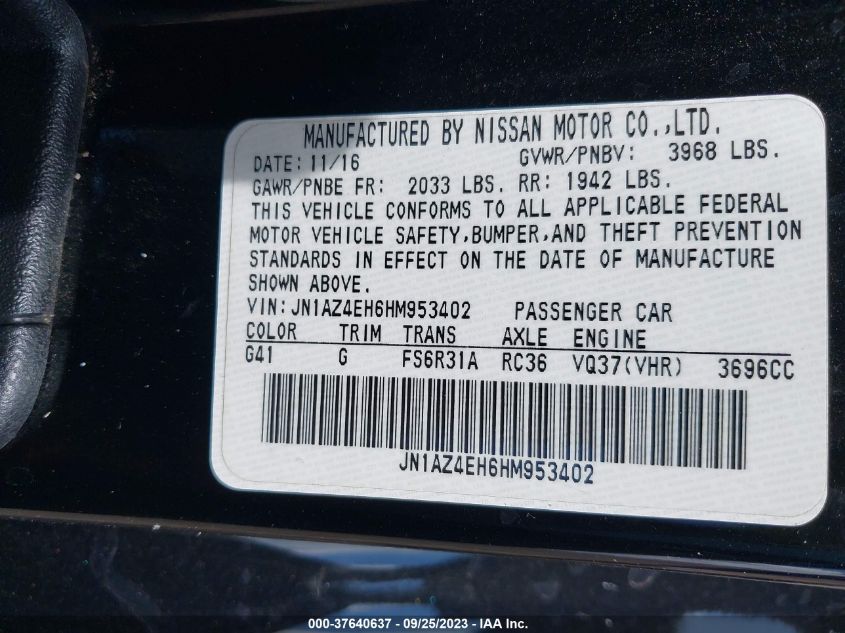 MANUFACTURED BY NISSAN MOTOR CO.,LTD.
DATE: 11/16 GVWR/PNBV: 3968 LBS.
GAWR/PNBE FR: 2033 LBS. RR: 1942 LBS.
THIS VEHICLE CONFORMS TO ALL APPLICABLE FEDERAL
MOTOR VEHICLE SAFETY,BUMPER,AND THEFT PREVENTION
STANDARDS IN EFFECT ON THE DATE OF MANUFACTURE
SHOWN ABOVE.
VIN:JN1AZ4EH6HM953402 PASSENGER CAR
COLOR TRIM TRANS AXLE ENGINE
G41 G FS6R31A RC36 VQ37(VHR) 3696CC
JN1AZ4EH6HM953402
000-37640637 - 09/25/2023 - IAA Inc.